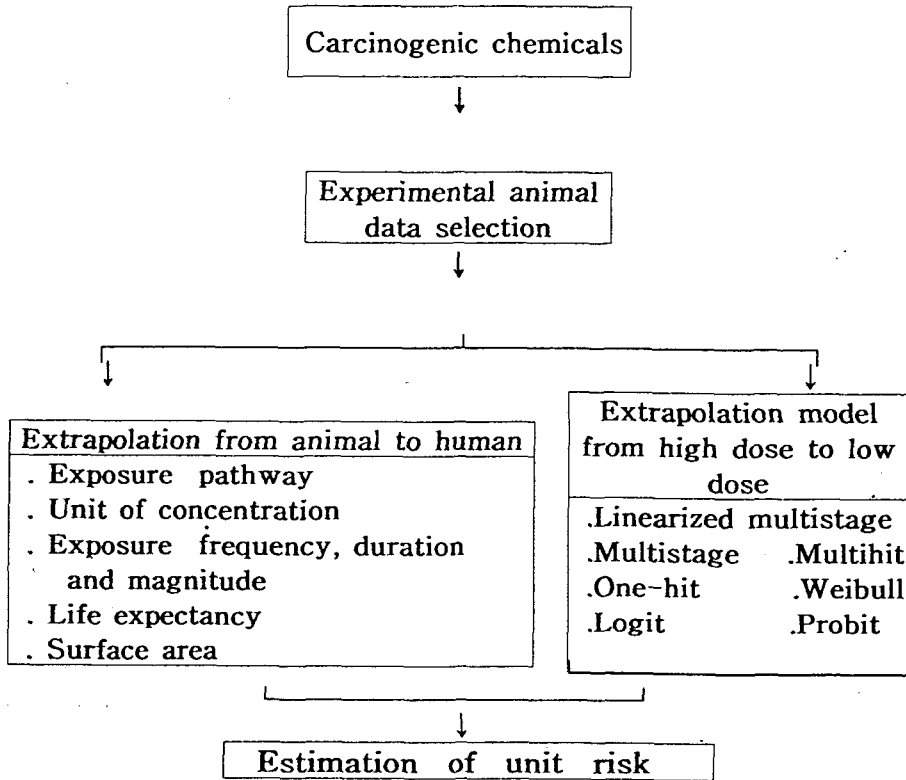 Carcinogenic chemicals
Experimental animal
data selection
Extrapolation from animal to human
. Exposure pathway
. Unit of concentration
. Exposure frequency, duration
and magnitude
. Life expectancy
. Surface area
Extrapolation model
from high dose to low
dose
.Linearized multistage
.Multistage .Multihit
.One-hit .Weibull
.Logit .Probit
Estimation of unit risk